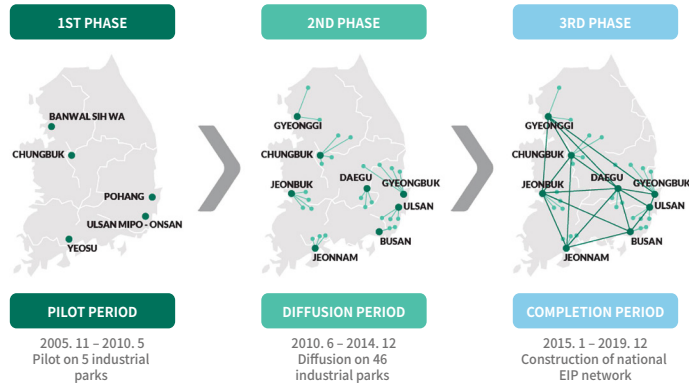 1ST PHASE
2ND PHASE
3RD PHASE
BANWAL SIH WA
CHUNGBUK
POHANG
ULSAN MIPO - ONSAN
YEOSU
GYEONGGI
CHUNGBUK
JEONBUK
DAEGU
GYEONGBUK
ULSAN
BUSAN
JEONNAM
GYEONGGI
CHUNGBUK
JEONBUK
DAEGU
GYEONGBUK
ULSAN
BUSAN
JEONNAM
PILOT PERIOD
2005. 11 – 2010. 5
Pilot on 5 industrial
parks
DIFFUSION PERIOD
2010. 6 – 2014. 12
Diffusion on 46
industrial parks
COMPLETION PERIOD
2015. 1 – 2019. 12
Construction of national
EIP network